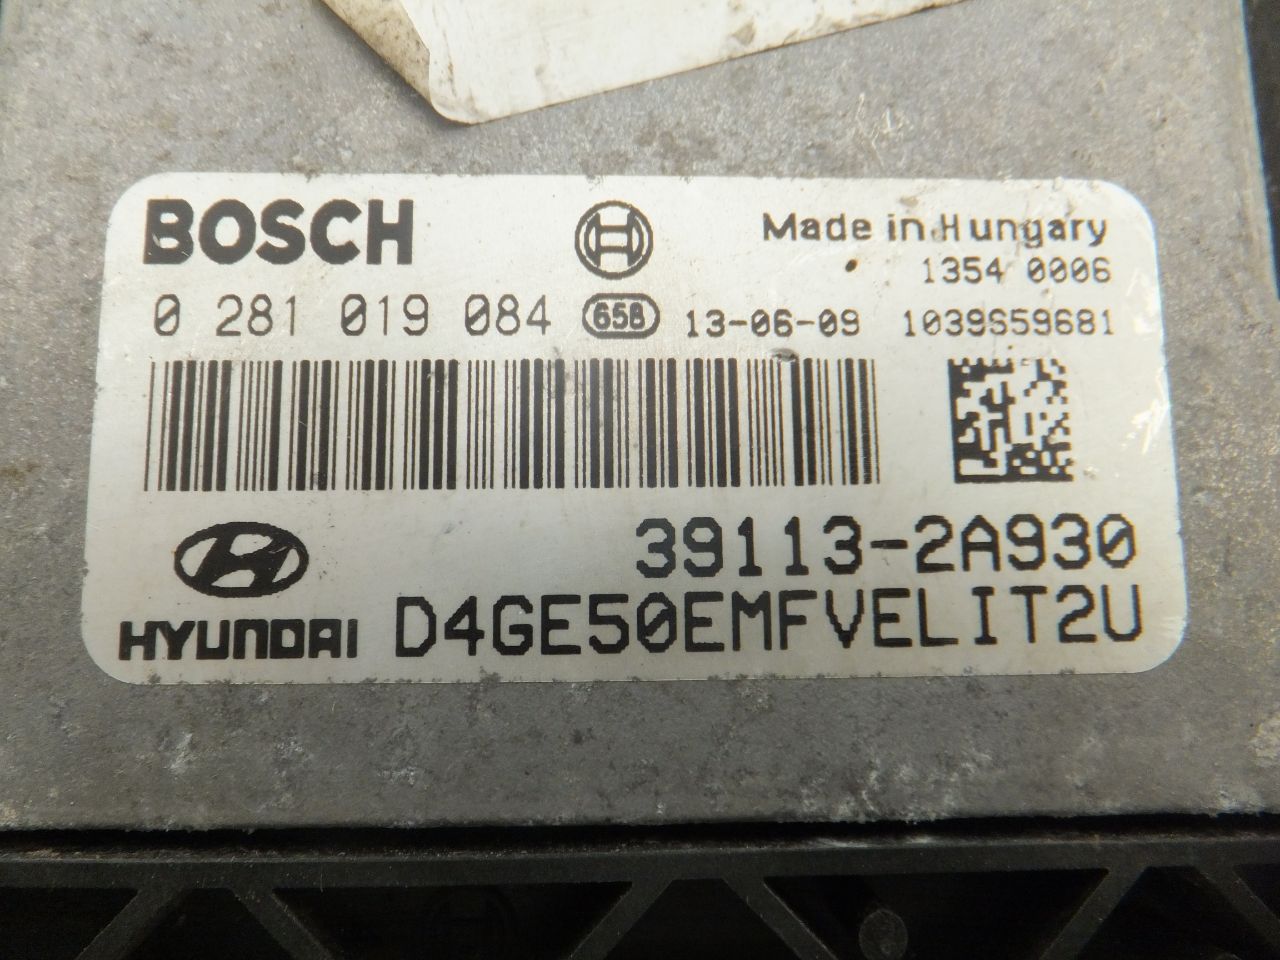 BOSCH
Made in Hungary
1354 0006
0 281 019 084 658 13-06-09 1039S59681
39113-2A930
HYUNDAI D4GE50EMFVELIT2U